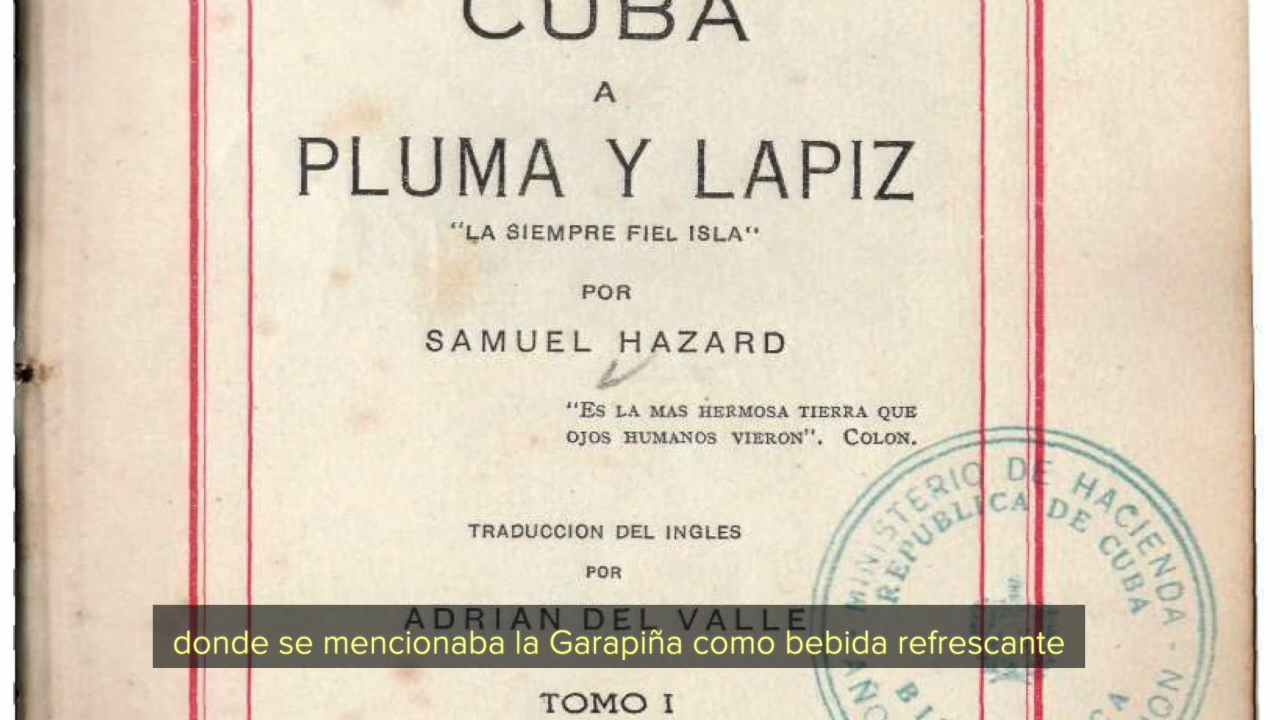 CUBA
A
PLUMA Y LAPIZ
"LA SIEMPRE FIEL ISLA"
POR
SAMUEL HAZARD
"ES LA MAS HERMOSA TIERRA QUE
OJOS HUMANOS VIERON". COLON.
TRADUCCION DEL INGLES
POR
ADRIAN DEL VALLE
donde se mencionaba la Garapiña como bebida refrescante
TOMO I
MINISTERIO DE HACIENDA
REPUBLICA DE CUBA